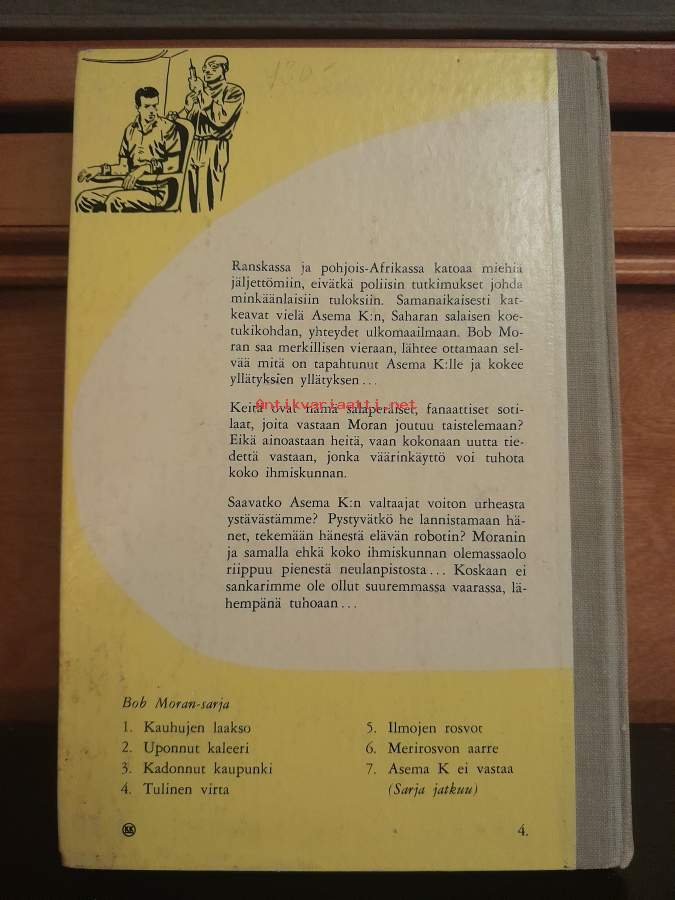 130-
Ranskassa ja pohjois-Afrikassa katoaa miehiä
jäljettömiin, eivätkä poliisin tutkimukset johda
minkäänlaisiin tuloksiin. Samanaikaisesti kat-
keavat vielä Asema K:n, Saharan salaisen koe-
tukikohdan, yhteydet ulkomaailmaan. Bob Mo-
ran saa merkillisen vieraan, lähtee ottamaan sel-
vää mitä on tapahtunut Asema K:lle ja kokee
yllätyksien yllätyksen...
Antikvariaatti.net
Keitä ovat nämä salaperäiset, fanaattiset soti-
laat, joita vastaan Moran joutuu taistelemaan?
Eikä ainoastaan heitä, vaan kokonaan uutta tie-
dettä vastaan, jonka väärinkäyttö voi tuhota
koko ihmiskunnan.
Saavatko Asema K:n valtaajat voiton urheasta
ystävästämme? Pystyvätkö he lannistamaan hä-
net, tekemään hänestä elävän robotin? Moranin
ja samalla ehkä koko ihmiskunnan olemassaolo
riippuu pienestä neulanpistosta... Koskaan ei
sankarimme ole ollut suuremmassa vaarassa, lä-
hempänä tuhoaan...
Bob Moran-sarja
1. Kauhujen laakso
2. Uponnut kaleeri
3. Kadonnut kaupunki
4. Tulinen virta
5. Ilmojen rosvot
6. Merirosvon aarre
7. Asema K ei vastaa
(Sarja jatkuu)
KK
4.